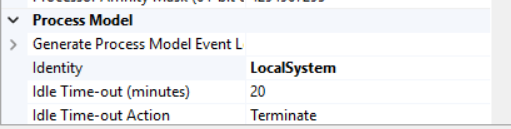 Process Model
Generate Process Model Event L
Identity LocalSystem
Idle Time-out (minutes) 20
Idle Time-out Action Terminate